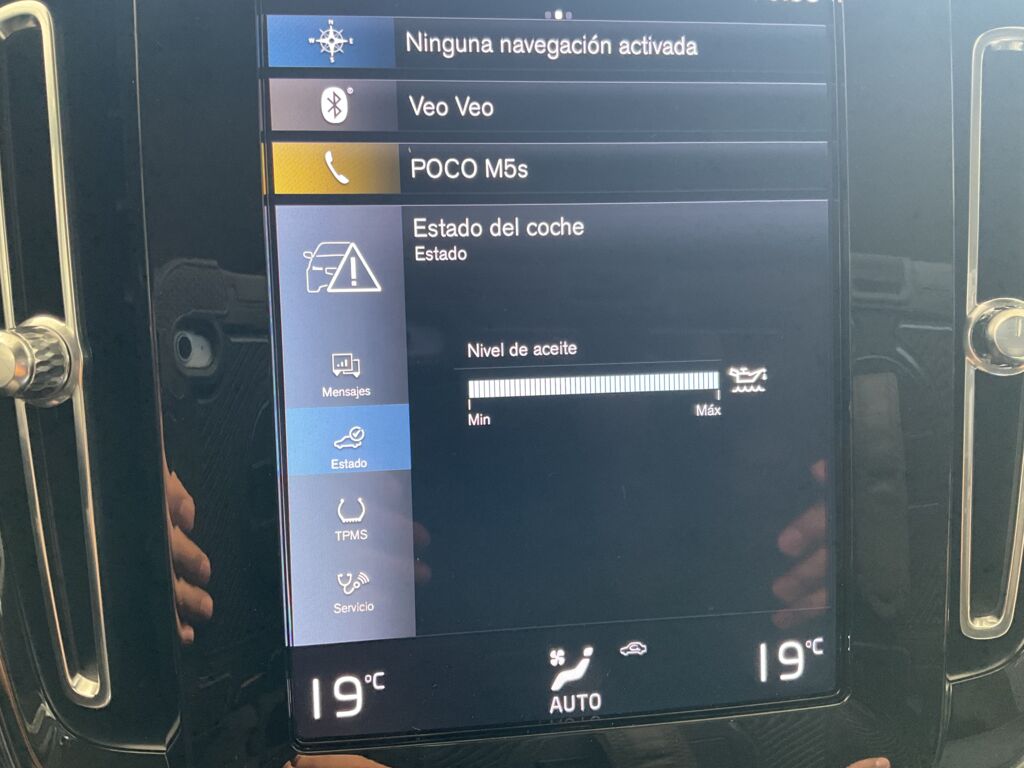 Ninguna navegación activada
Veo Veo
POCO M5s
Estado del coche
Estado
Nivel de aceite
Min
Máx
Mensajes
Estado
TPMS
Servicio
19°C
AUTO
19°C